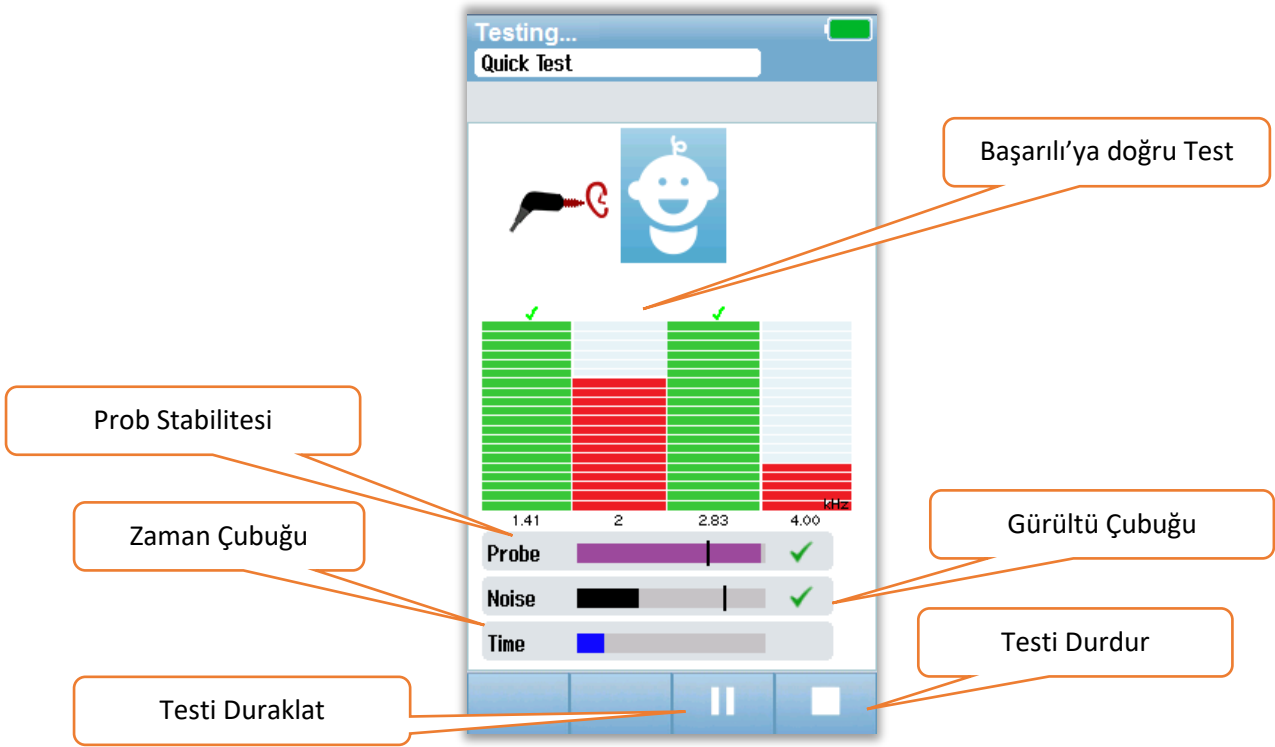 Testing...
Quick Test
Başarılı’ya doğru Test
Prob Stabilitesi
kHz
1.41 2 2.83 4.00
Zaman Çubuğu
Gürültü Çubuğu
Probe
Noise
Time
Testi Durdur
Testi Duraklat